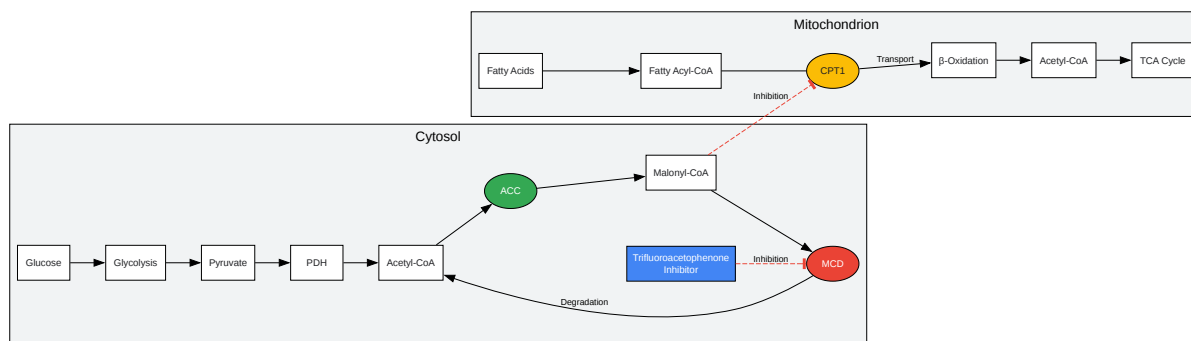 Mitochondrion
Fatty Acids
Fatty Acyl-CoA
CPT1
Transport
β-Oxidation
Acetyl-CoA
TCA Cycle
Inhibition
Cytosol
Malonyl-CoA
ACC
Glucose
Glycolysis
Pyruvate
PDH
Acetyl-CoA
Trifluoroacetophenone
Inhibitor
Inhibition
MCD
Degradation